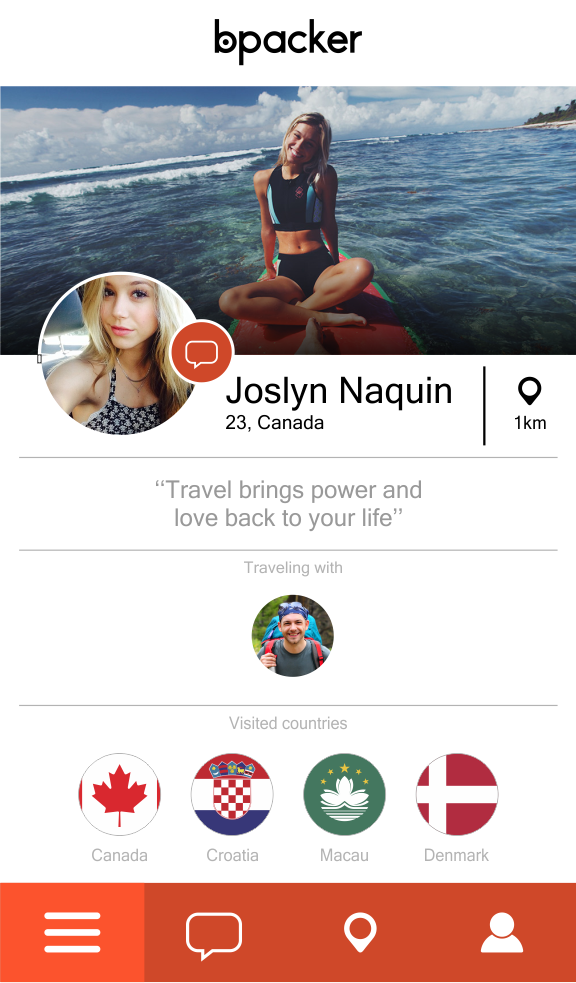 bpacker
Joslyn Naquin
23, Canada
1km
‘‘Travel brings power and
love back to your life’’
Traveling with
Visited countries
Canada
Croatia
Macau
Denmark